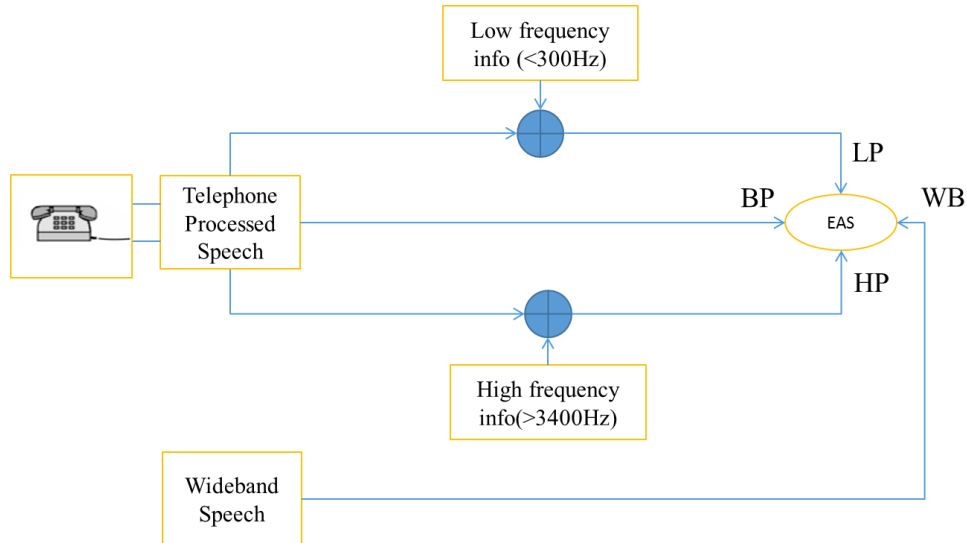 Low frequency
info (<300Hz)
LP
Telephone
Processed
Speech
BP
EAS
WB
HP
High frequency
info(>3400Hz)
Wideband
Speech